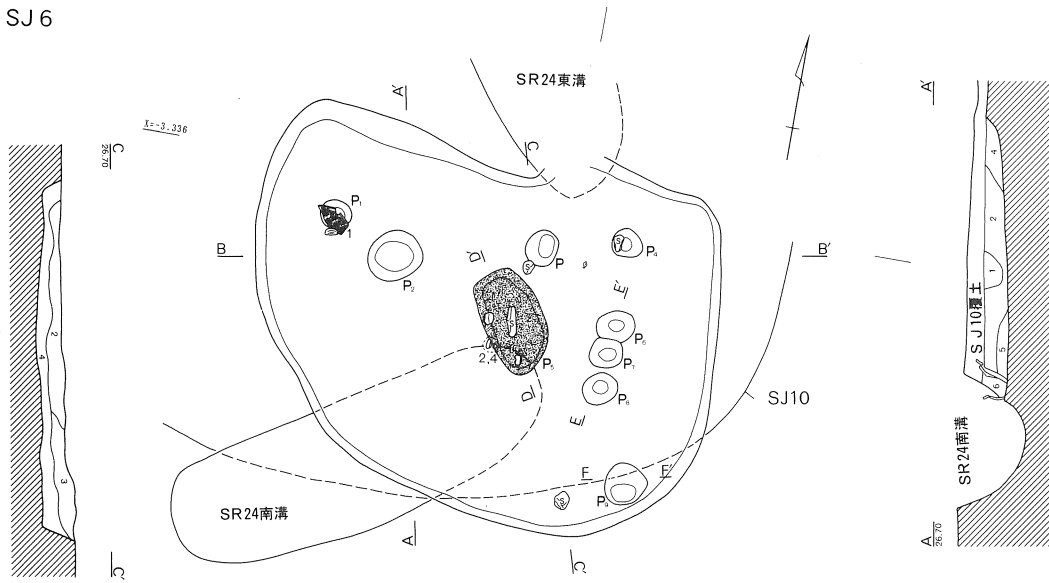 SJ6
SR24東溝
X=-3.336
A'
C
26.70
C
A'
P1
1
B
P2
D'
S
P
S
P4
E'
B'
S
P6
P7
2,4
P5
D
P8
E
SJ10
F
F'
S
P9
SR24南溝
A
C'
C'
2
4
3
4
2
1
SJ10覆土
5
6
SR24南溝
A
26.70